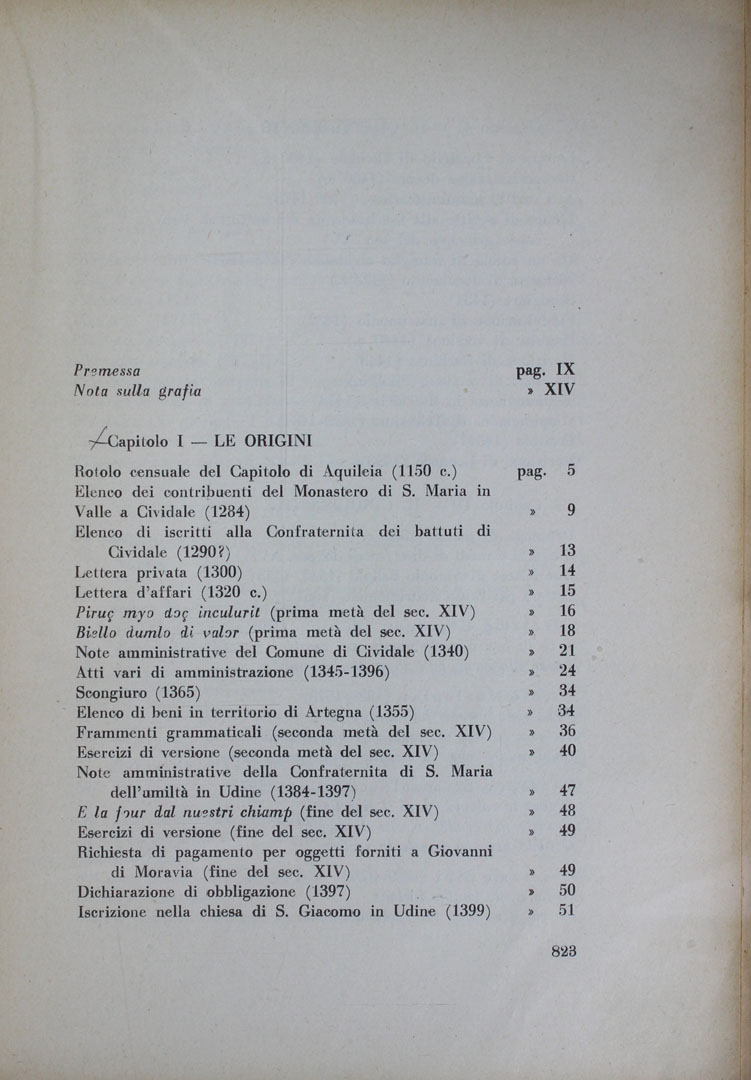 Premessa pag. IX
Nota sulla grafia » XIV
Capitolo I — LE ORIGINI
Rotolo censuale del Capitolo di Aquileia (1150 c.) pag. 5
Elenco dei contribuenti del Monastero di S. Maria in
Valle a Cividale (1284) » 9
Elenco di iscritti alla Confraternita dei battuti di
Cividale (1290?) » 13
Lettera privata (1300) » 14
Lettera d'affari (1320 c.) » 15
Piruç myo doç inculurit (prima metà del sec. XIV) » 16
Biello dumlo di valor (prima metà del sec. XIV) » 18
Note amministrative del Comune di Cividale (1340) » 21
Atti vari di amministrazione (1345-1396) » 24
Scongiuro (1365) » 34
Elenco di beni in territorio di Artegna (1355) » 34
Frammenti grammaticali (seconda metà del sec. XIV) » 36
Esercizi di versione (seconda metà del sec. XIV) » 40
Note amministrative della Confraternita di S. Maria
dell'umiltà in Udine (1384-1397) » 47
E la four dal nuestri chiamp (fine del sec. XIV) » 48
Esercizi di versione (fine del sec. XIV) » 49
Richiesta di pagamento per oggetti forniti a Giovanni
di Moravia (fine del sec. XIV) » 49
Dichiarazione di obbligazione (1397) » 50
Iscrizione nella chiesa di S. Giacomo in Udine (1399) » 51
823